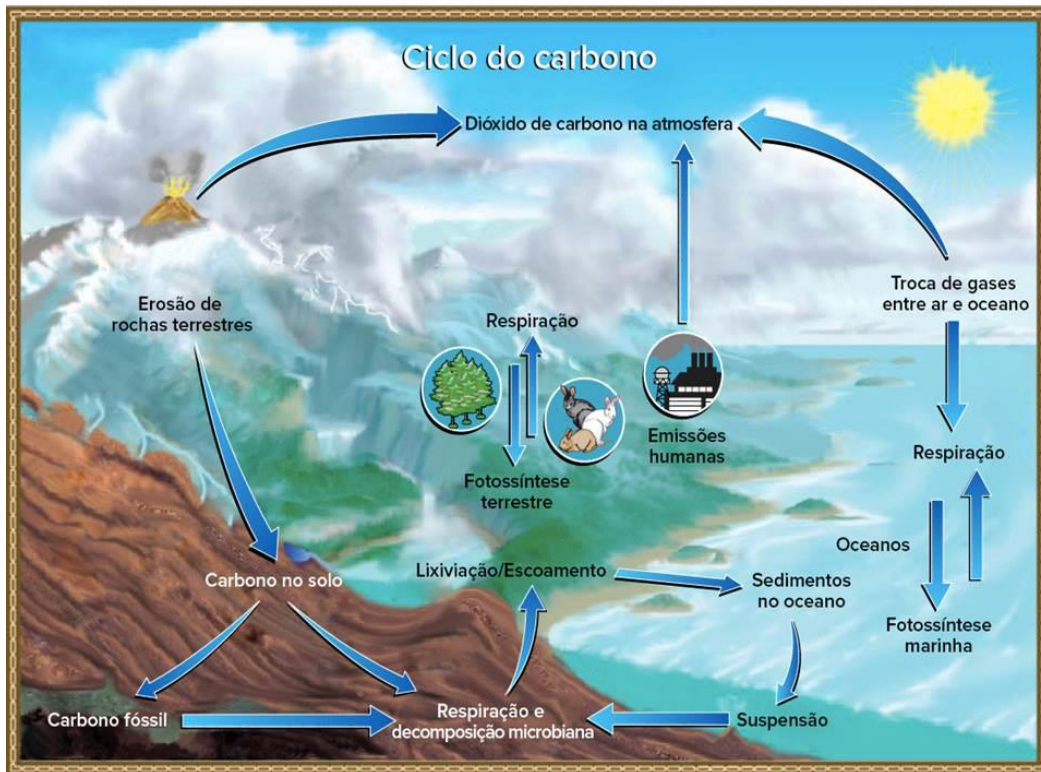 Ciclo do carbono
Dióxido de carbono na atmosfera
Troca de gases
entre ar e oceano
Erosão de
rochas terrestres
Respiração
Emissões
humanas
Respiração
Fotossíntese
terrestre
Oceanos
Lixiviação/Escoamento
Carbono no solo
Sedimentos
no oceano
Fotossíntese
marinha
Carbono fóssil
Respiração e
decomposição microbiana
Suspensão